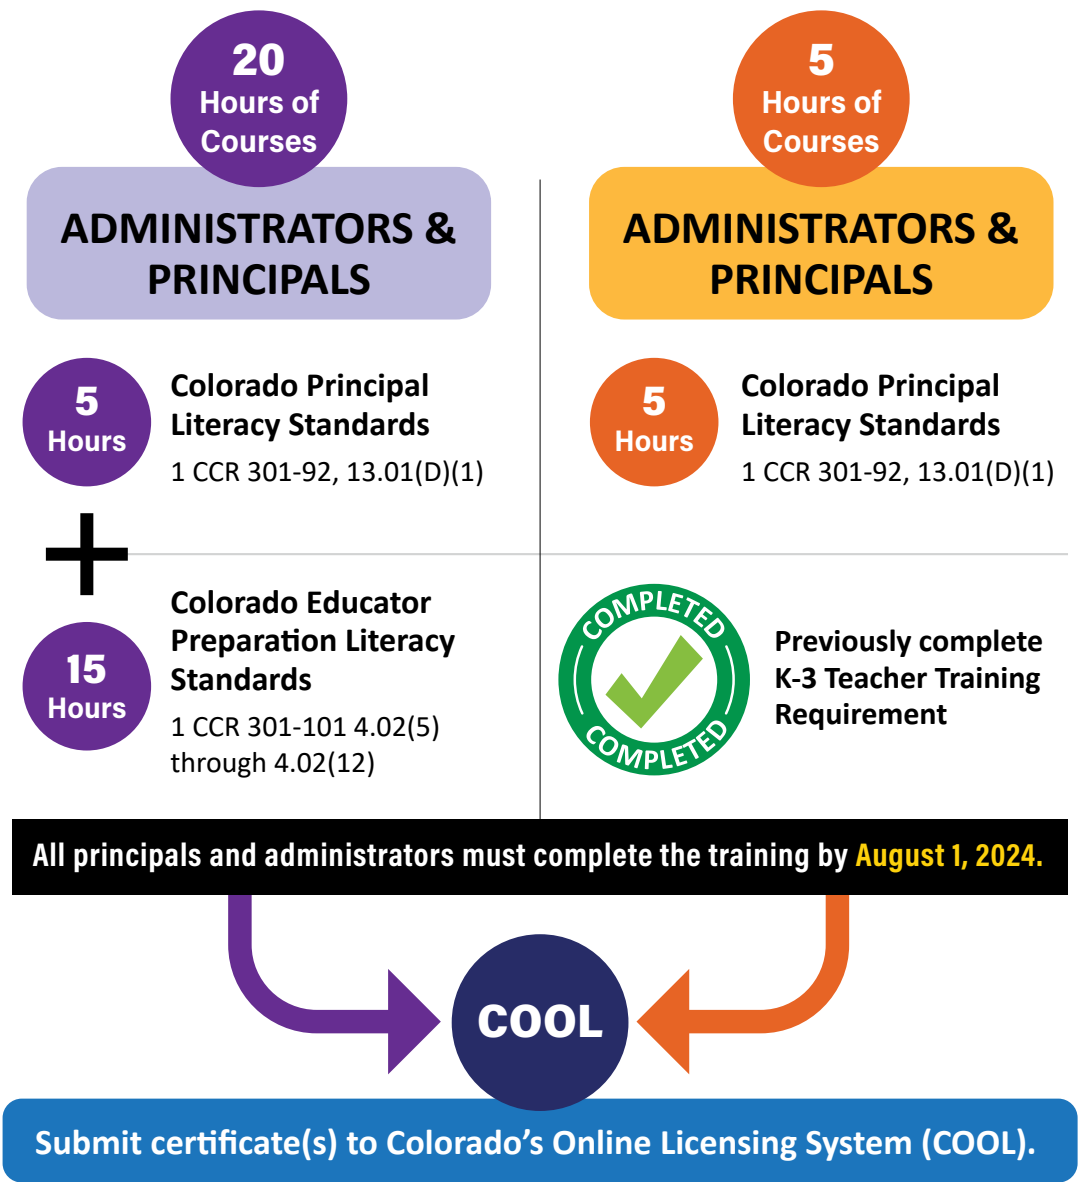 20
Hours of
Courses
ADMINISTRATORS &
PRINCIPALS
5
Hours
Colorado Principal
Literacy Standards
1 CCR 301-92, 13.01(D)(1)
+
15
Hours
Colorado Educator
Preparation Literacy
Standards
1 CCR 301-101 4.02(5)
through 4.02(12)
5
Hours of
Courses
ADMINISTRATORS &
PRINCIPALS
5
Hours
Colorado Principal
Literacy Standards
1 CCR 301-92, 13.01(D)(1)
COMPLETED
COMPLETED
Previously complete
K-3 Teacher Training
Requirement
All principals and administrators must complete the training by August 1, 2024.
COOL
Submit certificate(s) to Colorado’s Online Licensing System (COOL).